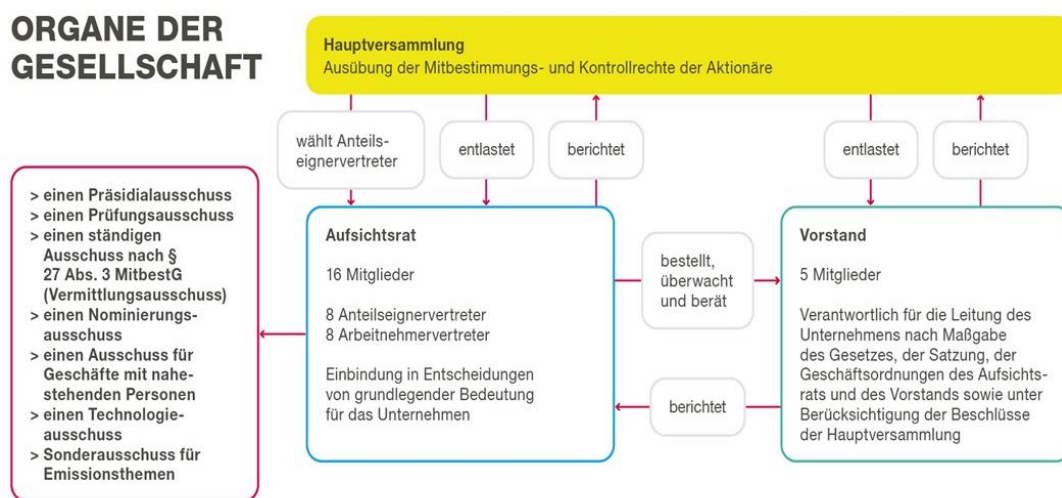 ORGANE DER
GESELLSCHAFT
Hauptversammlung
Ausübung der Mitbestimmungs- und Kontrollrechte der Aktionäre
wählt Anteils-
eignervertreter
entlastet
berichtet
entlastet
berichtet
> einen Präsidialausschuss
> einen Prüfungsausschuss
> einen ständigen
Ausschuss nach §
27 Abs. 3 MitbestG
(Vermittlungsausschuss)
> einen Nominierungs-
ausschuss
> einen Ausschuss für
Geschäfte mit nahe-
stehenden Personen
> einen Technologie-
ausschuss
> Sonderausschuss für
Emissionsthemen
Aufsichtsrat
16 Mitglieder
8 Anteilseignervertreter
8 Arbeitnehmervertreter
Einbindung in Entscheidungen
von grundlegender Bedeutung
für das Unternehmen
bestellt,
überwacht
und berät
berichtet
Vorstand
5 Mitglieder
Verantwortlich für die Leitung des
Unternehmens nach Maßgabe
des Gesetzes, der Satzung, der
Geschäftsordnungen des Aufsichts-
rats und des Vorstands sowie unter
Berücksichtigung der Beschlüsse
der Hauptversammlung